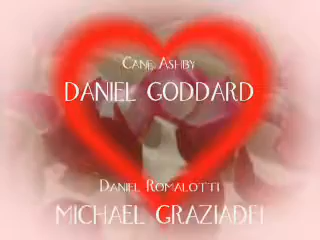 Cane Ashby
DANIEL GODDARD
Daniel Romalotti
MICHAEL GRAZIADEI